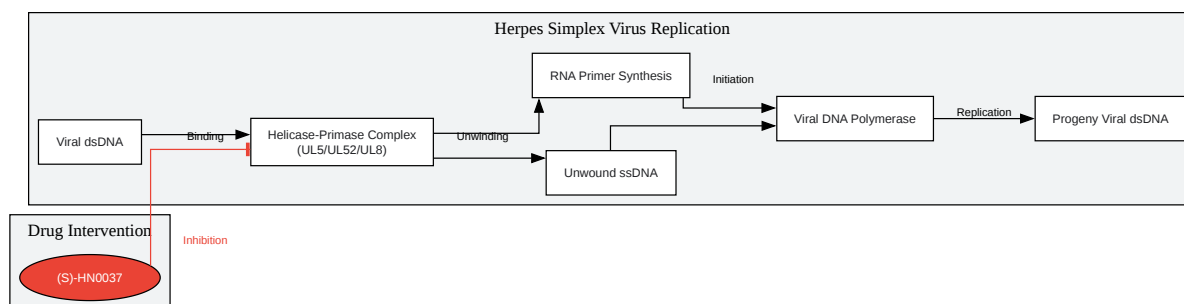 Herpes Simplex Virus Replication
RNA Primer Synthesis
Initiation
Viral dsDNA
Binding
Helicase-Primase Complex
(UL5/UL52/UL8)
Unwinding
Unwound ssDNA
Viral DNA Polymerase
Replication
Progeny Viral dsDNA
Drug Intervention
Inhibition
(S)-HN0037